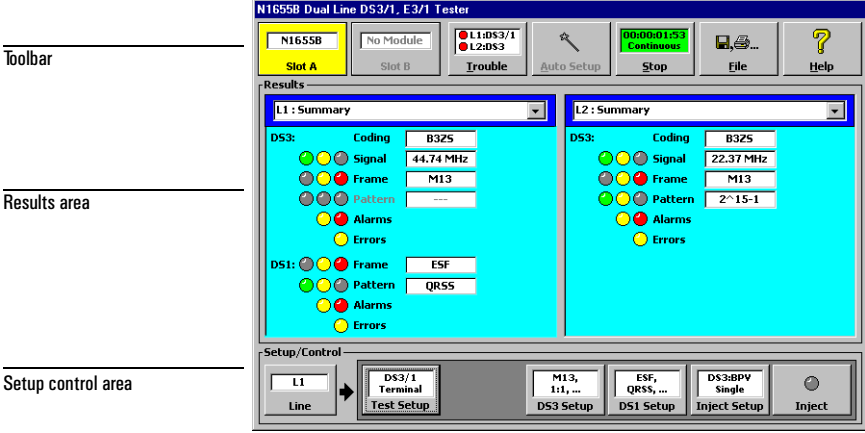 N1655B Dual Line DS3/1, E3/1 Tester
Toolbar
N1655B
Slot A
No Module
Slot B
L1:DS3/1
L2:DS3
Trouble
Auto Setup
00:00:01:53
Continuous
Stop
File
Help
Results
L1 : Summary
DS3: Coding B3ZS
Signal 44.74 MHz
Frame M13
Pattern ---
Alarms
Errors
DS1: Frame ESF
Pattern QRSS
Alarms
Errors
L2 : Summary
DS3: Coding B3ZS
Signal 22.37 MHz
Frame M13
Pattern 2^15-1
Alarms
Errors
Results area
Setup/Control
Setup control area
L1
Line
DS3/1
Terminal
Test Setup
M13,
1:1, ...
DS3 Setup
ESF,
QRSS, ...
DS1 Setup
DS3:BPV
Single
Inject Setup
Inject